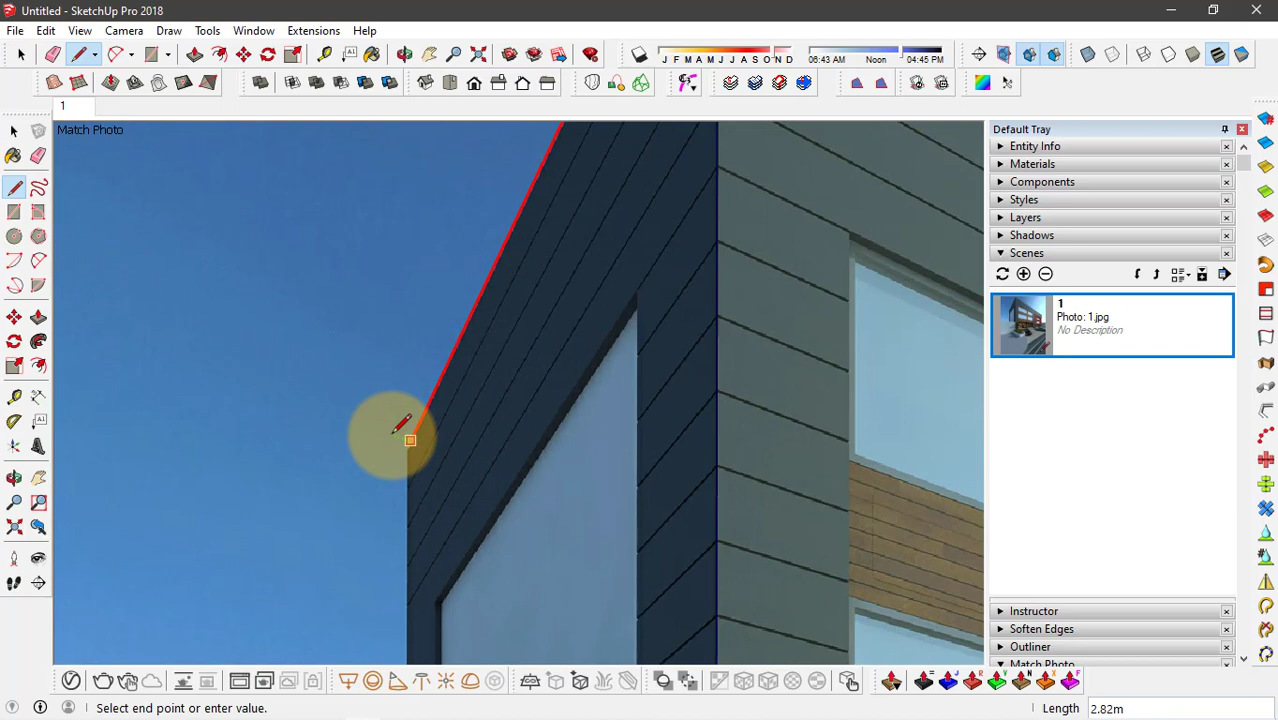 Untitled - SketchUp Pro 2018
File Edit View Camera Draw Tools Window Extensions Help
J F M A M J J A S O N D 06:43 AM Noon 04:45 PM
1
Match Photo
Default Tray
Entity Info
Materials
Components
Styles
Layers
Shadows
Scenes
1
Photo: 1.jpg
No Description
Instructor
Soften Edges
Outliner
Match Photo
Select end point or enter value.
Length 2.82m